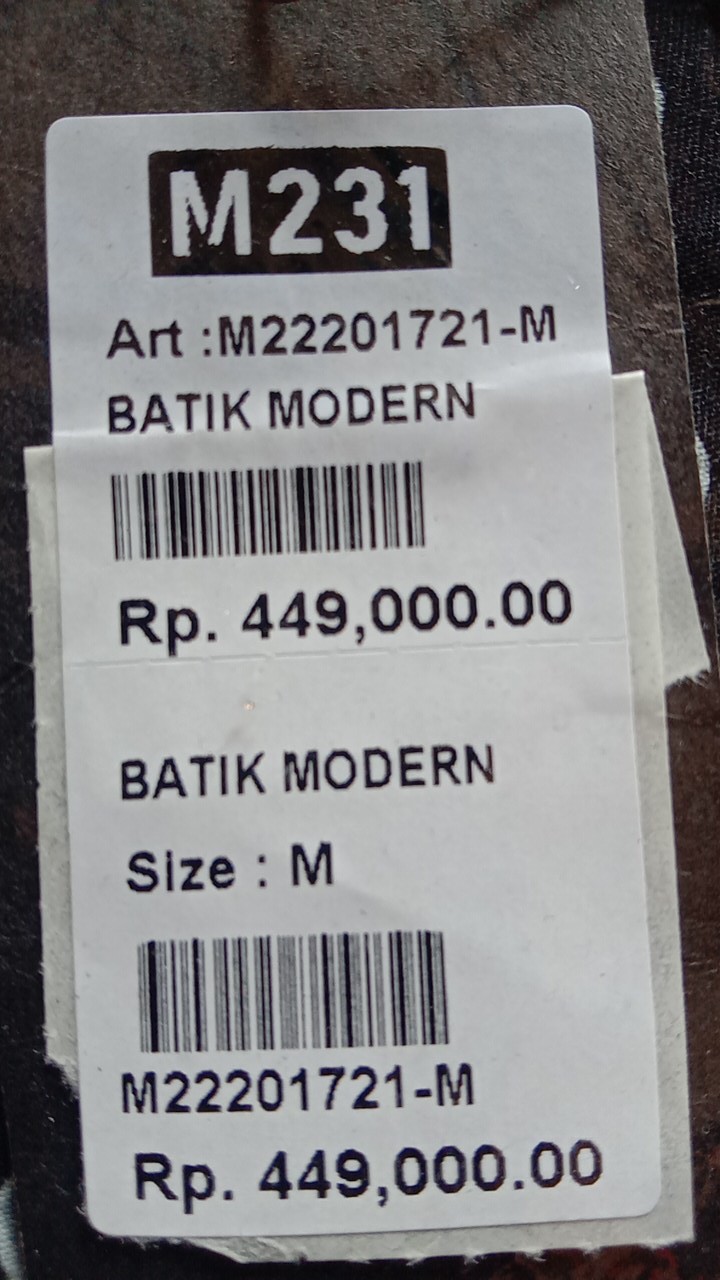 M231
Art :M22201721-M
BATIK MODERN
Rp. 449,000.00
BATIK MODERN
Size : M
M22201721-M
Rp. 449,000.00